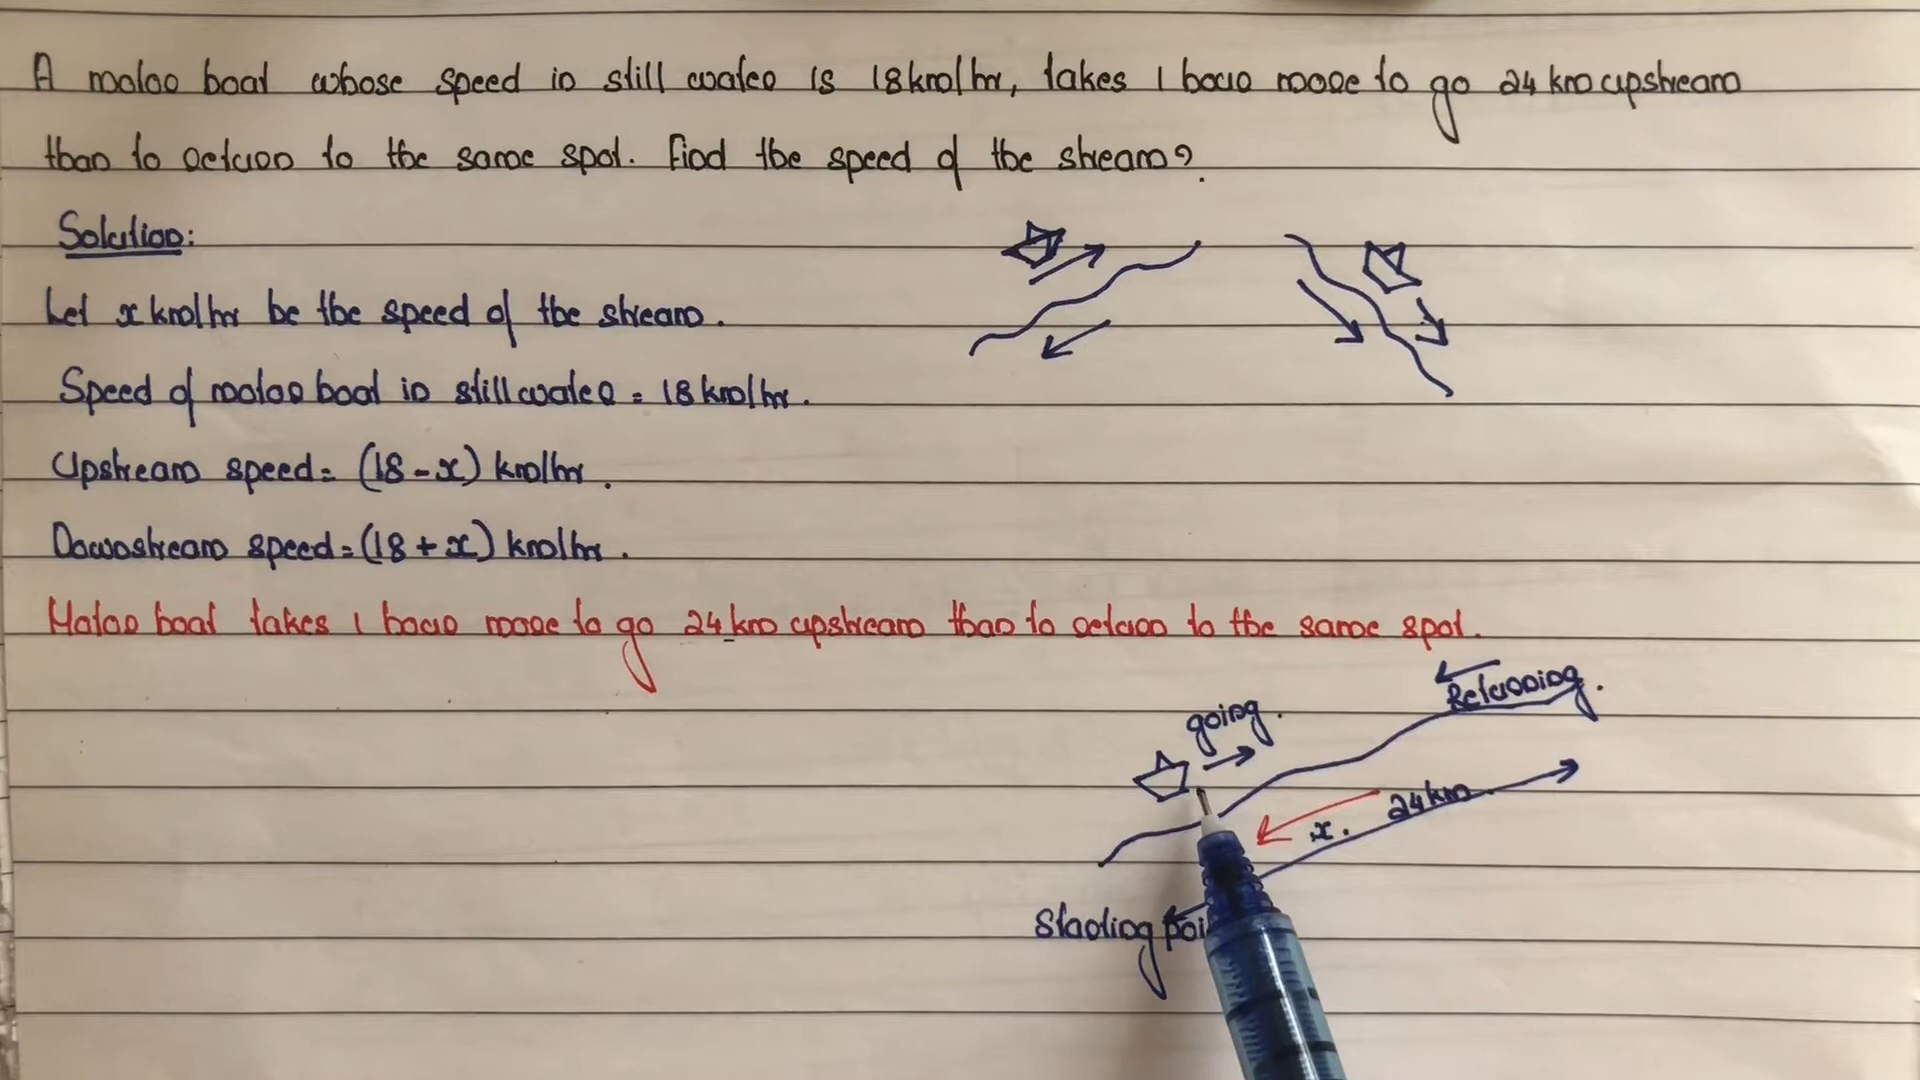 A motor boat whose speed in still water is 18 km/hr, takes 1 hour more to go 24 km upstream
than to return to the same spot. Find the speed of the stream?
Solution:
Let x km/hr be the speed of the stream.
Speed of motor boat in still water = 18 km/hr.
Upstream speed = (18 - x) km/hr.
Downstream speed = (18 + x) km/hr.
Motor boat takes 1 hour more to go 24 km upstream than to return to the same spot.
Returning.
going.
24 km
x.
Starting